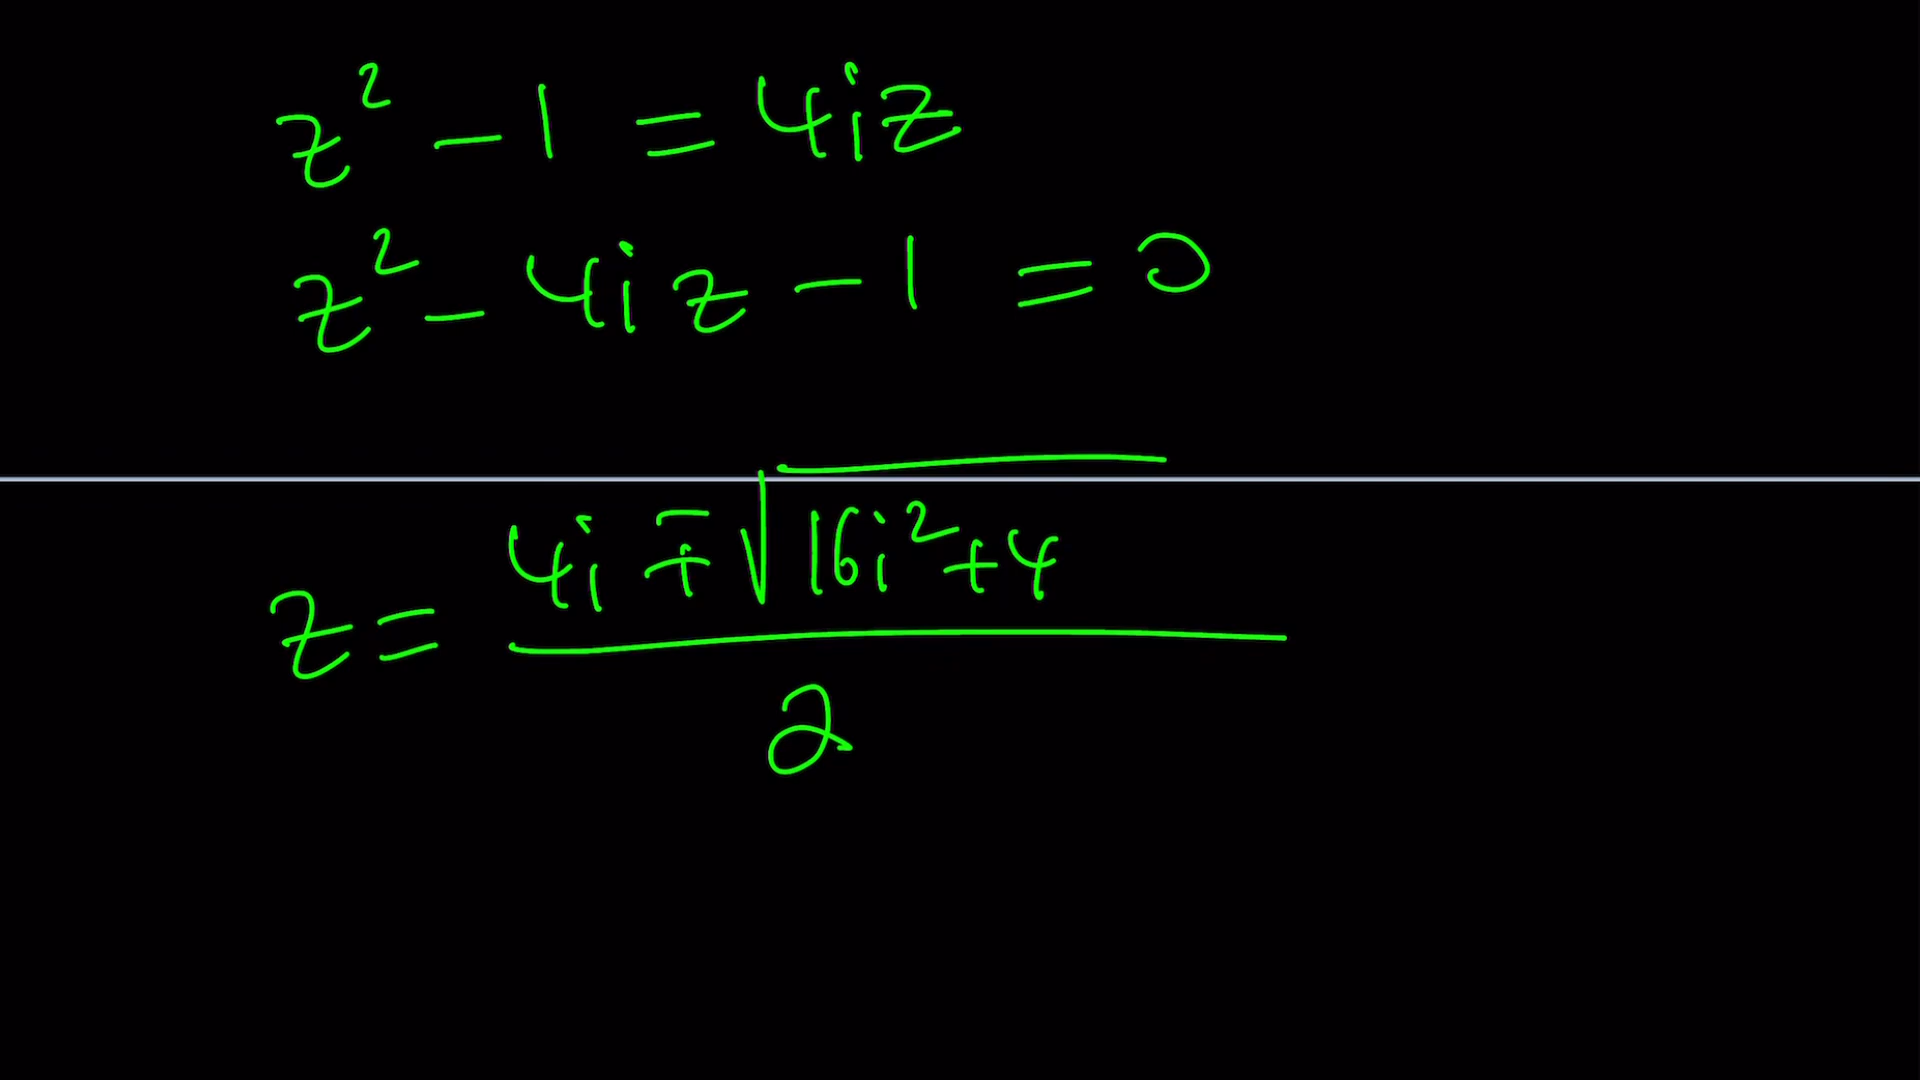 z² - 1 = 4iz
z² - 4iz - 1 = 0
z = (4i ∓ √(16i² + 4)) / 2